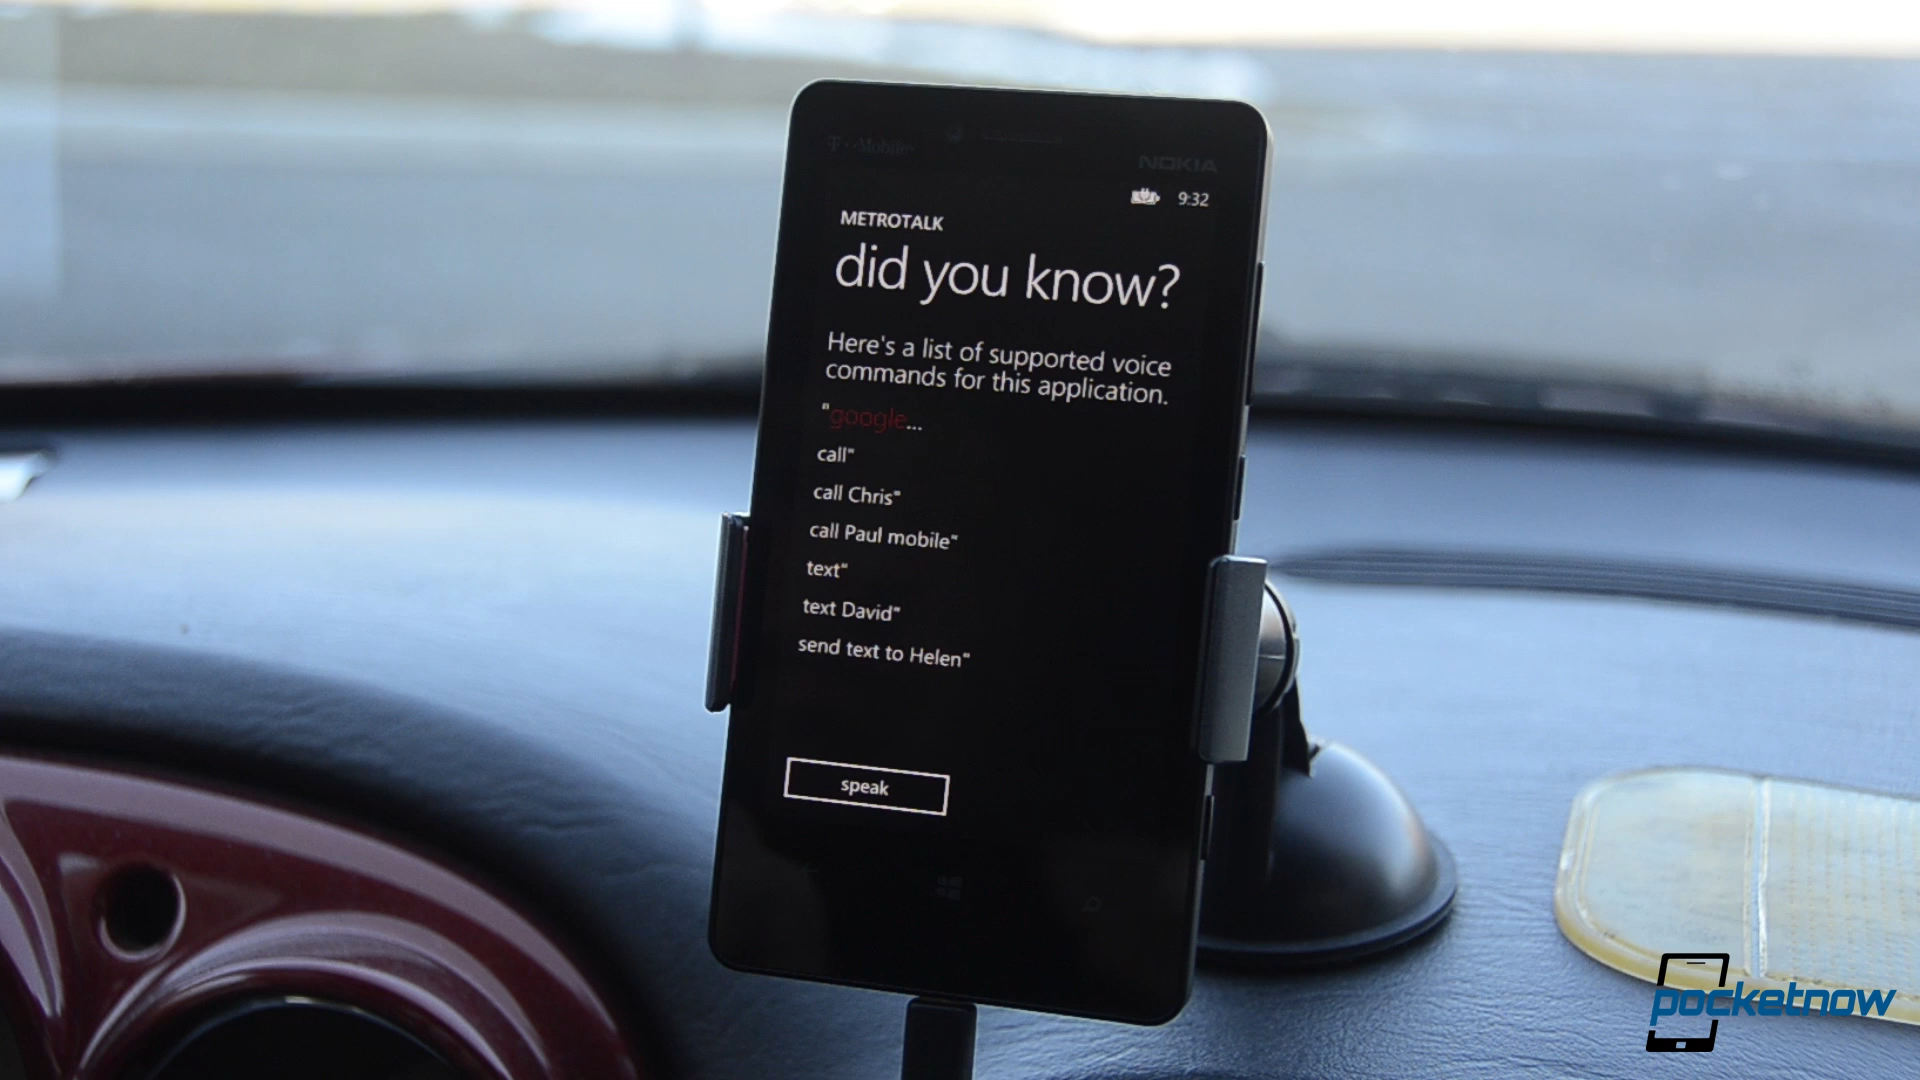 T··Mobile·
NOKIA
9:32
METROTALK
did you know?
Here's a list of supported voice
commands for this application.
"google...
call"
call Chris"
call Paul mobile"
text"
text David"
send text to Helen"
speak
pocketnow